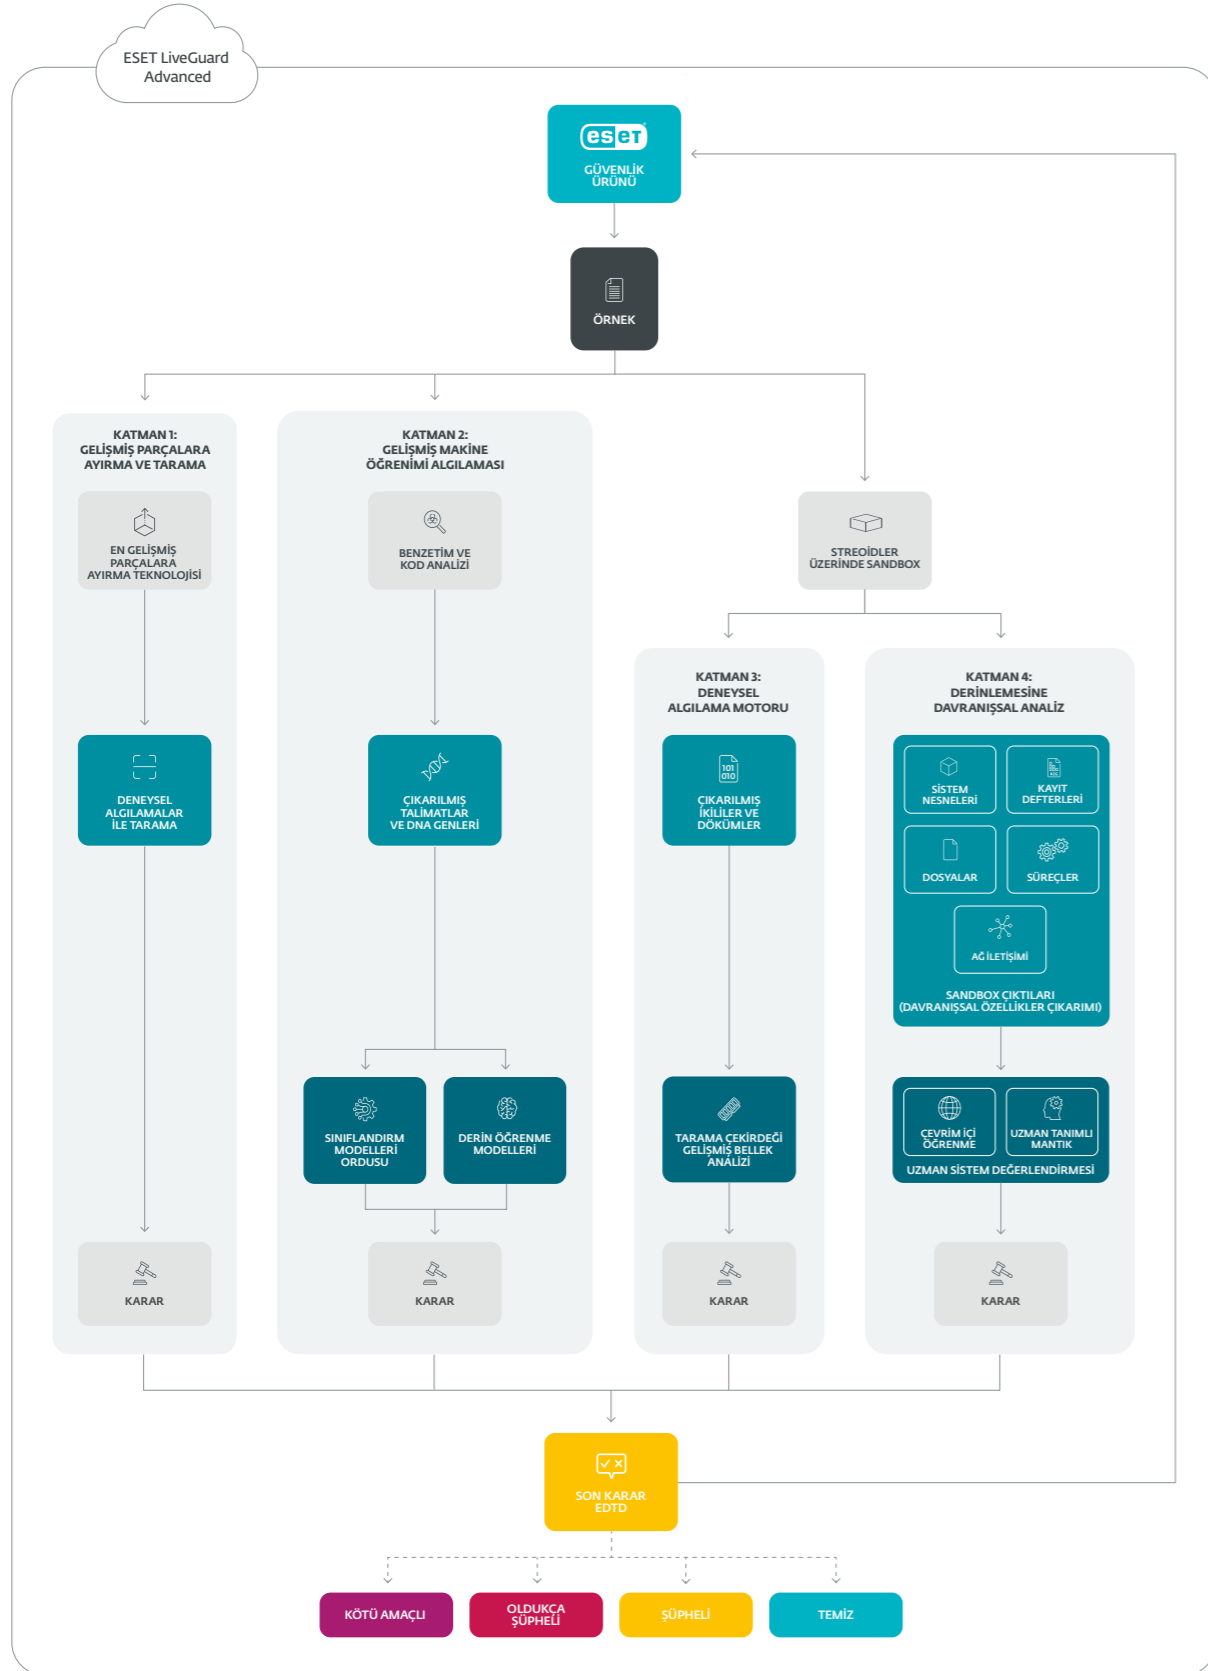 ESET LiveGuard
Advanced
eset
GÜVENLİK
ÜRÜNÜ
ÖRNEK
KATMAN 1:
GELİŞMİŞ PARÇALARA
AYIRMA VE TARAMA
EN GELİŞMİŞ
PARÇALARA
AYIRMA TEKNOLOJİSİ
DENEYSEL
ALGILAMALAR
İLE TARAMA
KARAR
KATMAN 2:
GELİŞMİŞ MAKİNE
ÖĞRENİMİ ALGILAMASI
BENZETİM VE
KOD ANALİZİ
ÇIKARILMIŞ
TALİMATLAR
VE DNA GENLERİ
SINIFLANDIRM
MODELLERİ
ORDUSU
DERİN ÖĞRENME
MODELLERİ
KARAR
STREOİDLER
ÜZERİNDE SANDBOX
KATMAN 3:
DENEYSEL
ALGILAMA MOTORU
101
010
ÇIKARILMIŞ
İKİLİLER VE
DÖKÜMLER
TARAMA ÇEKİRDEĞİ
GELİŞMİŞ BELLEK
ANALİZİ
KARAR
KATMAN 4:
DERİNLEMESİNE
DAVRANIŞSAL ANALİZ
SİSTEM
NESNELERİ
KAYIT
DEFTERLERİ
DOSYALAR
SÜREÇLER
AĞ İLETİŞİMİ
SANDBOX ÇIKTILARI
(DAVRANIŞSAL ÖZELLİKLER ÇIKARIMI)
ÇEVRİM İÇİ
ÖĞRENME
UZMAN TANIMLI
MANTIK
UZMAN SİSTEM DEĞERLENDİRMESİ
KARAR
SON KARAR
EDTD
KÖTÜ AMAÇLI
OLDUKÇA
ŞÜPHELİ
ŞÜPHELİ
TEMİZ